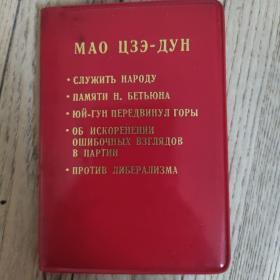 МАО ЦЗЭ-ДУН
• СЛУЖИТЬ НАРОДУ
• ПАМЯТИ Н. БЕТЬЮНА
• ЮЙ-ГУН ПЕРЕДВИНУЛ ГОРЫ
• ОБ ИСКОРЕНЕНИИ
ОШИБОЧНЫХ ВЗГЛЯДОВ
В ПАРТИИ
• ПРОТИВ ЛИБЕРАЛИЗМА